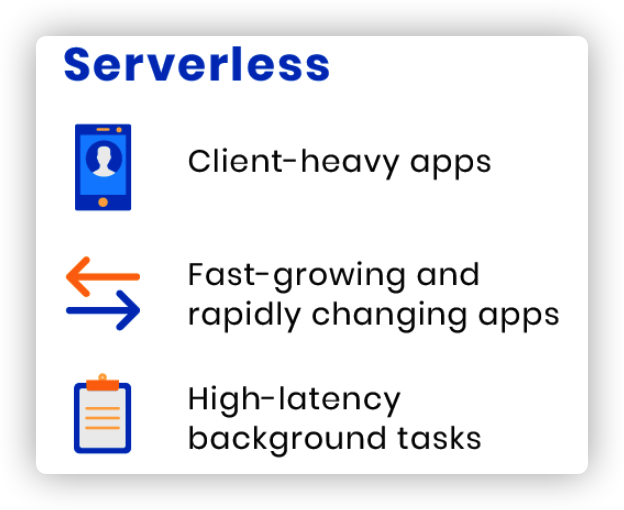 Serverless
Client-heavy apps
Fast-growing and
rapidly changing apps
High-latency
background tasks